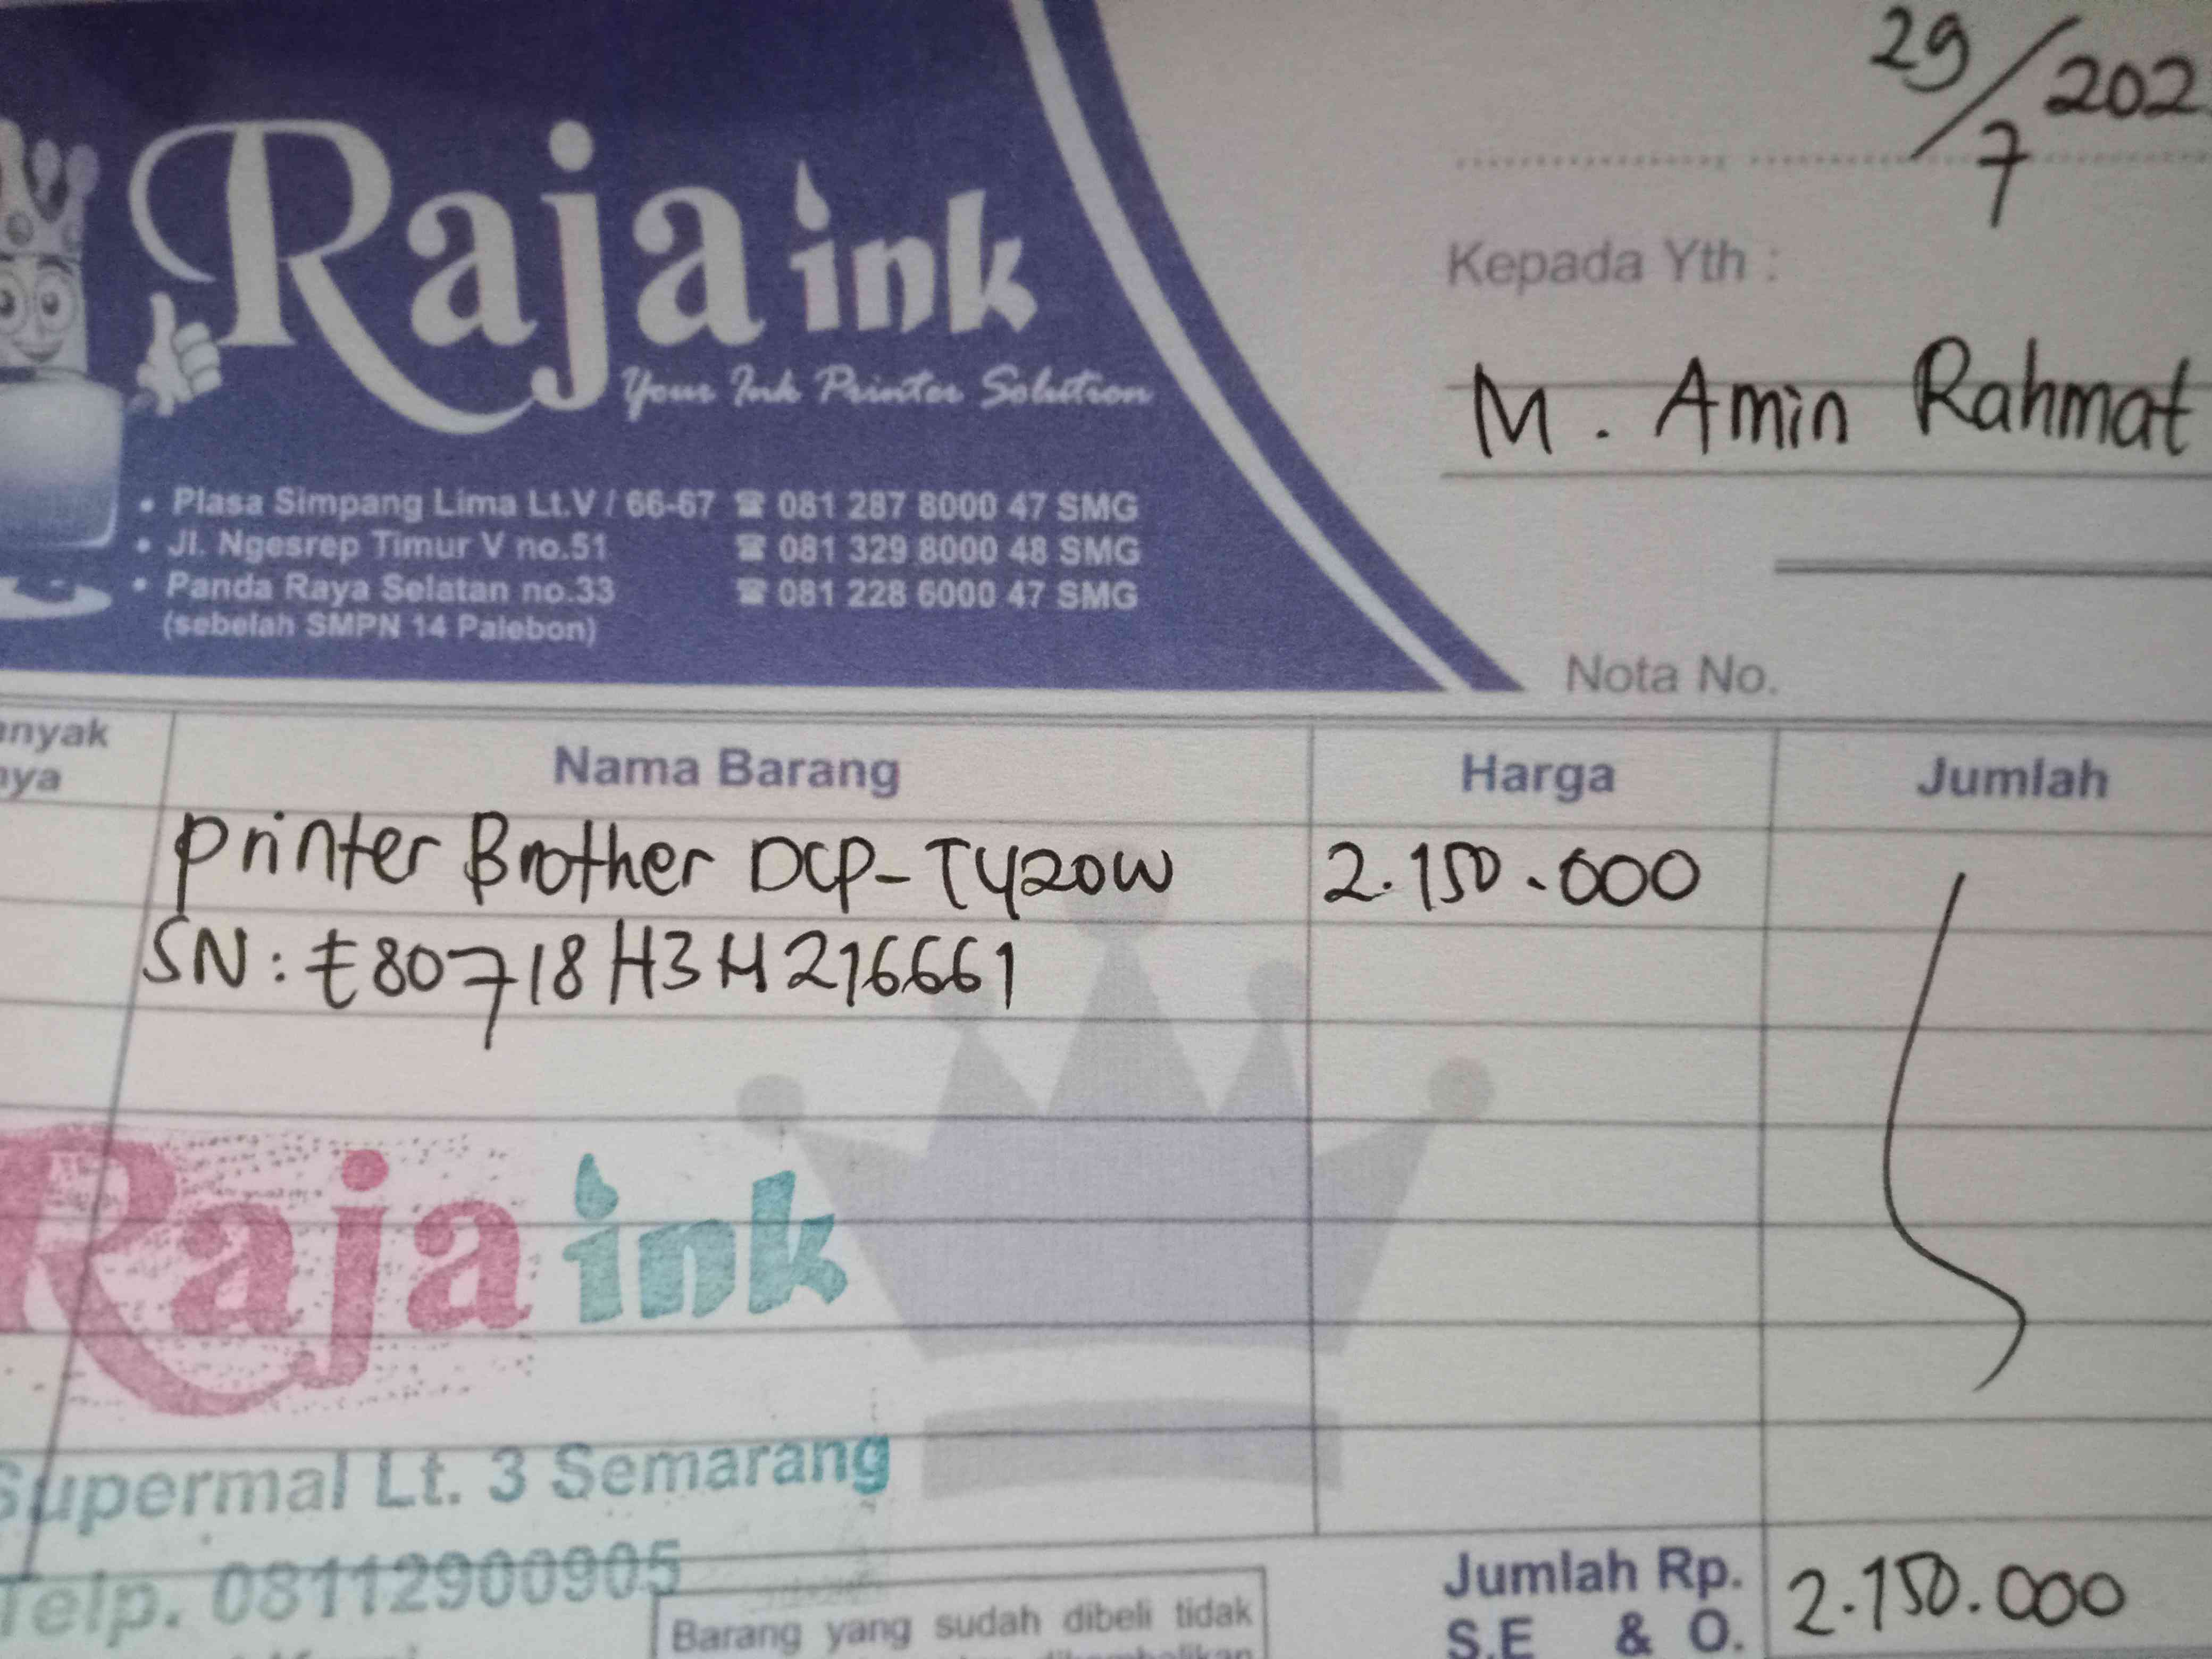 29/7 202
Raja ink
Your Ink Printer Solution
Kepada Yth :
M. Amin Rahmat
• Plasa Simpang Lima Lt.V / 66-67 ☎ 081 287 8000 47 SMG
• Jl. Ngesrep Timur V no.51 ☎ 081 329 8000 48 SMG
• Panda Raya Selatan no.33 ☎ 081 228 6000 47 SMG
(sebelah SMPN 14 Palebon)
Nota No.
anyak
nya
Nama Barang Harga Jumlah
Printer Brother DCP-T420W 2.150.000
SN: E80718H3H216661
Raja ink
Supermal Lt. 3 Semarang
Telp. 08112900905
Barang yang sudah dibeli tidak
Jumlah Rp. 2.150.000
S.E & O.